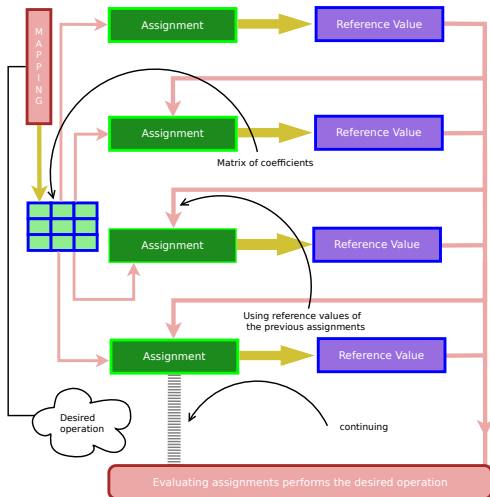 MAPPING
Assignment
Reference Value
Assignment
Reference Value
Matrix of coefficients
Assignment
Reference Value
Using reference values of
the previous assignments
Assignment
Reference Value
Desired
operation
continuing
Evaluating assignments performs the desired operation